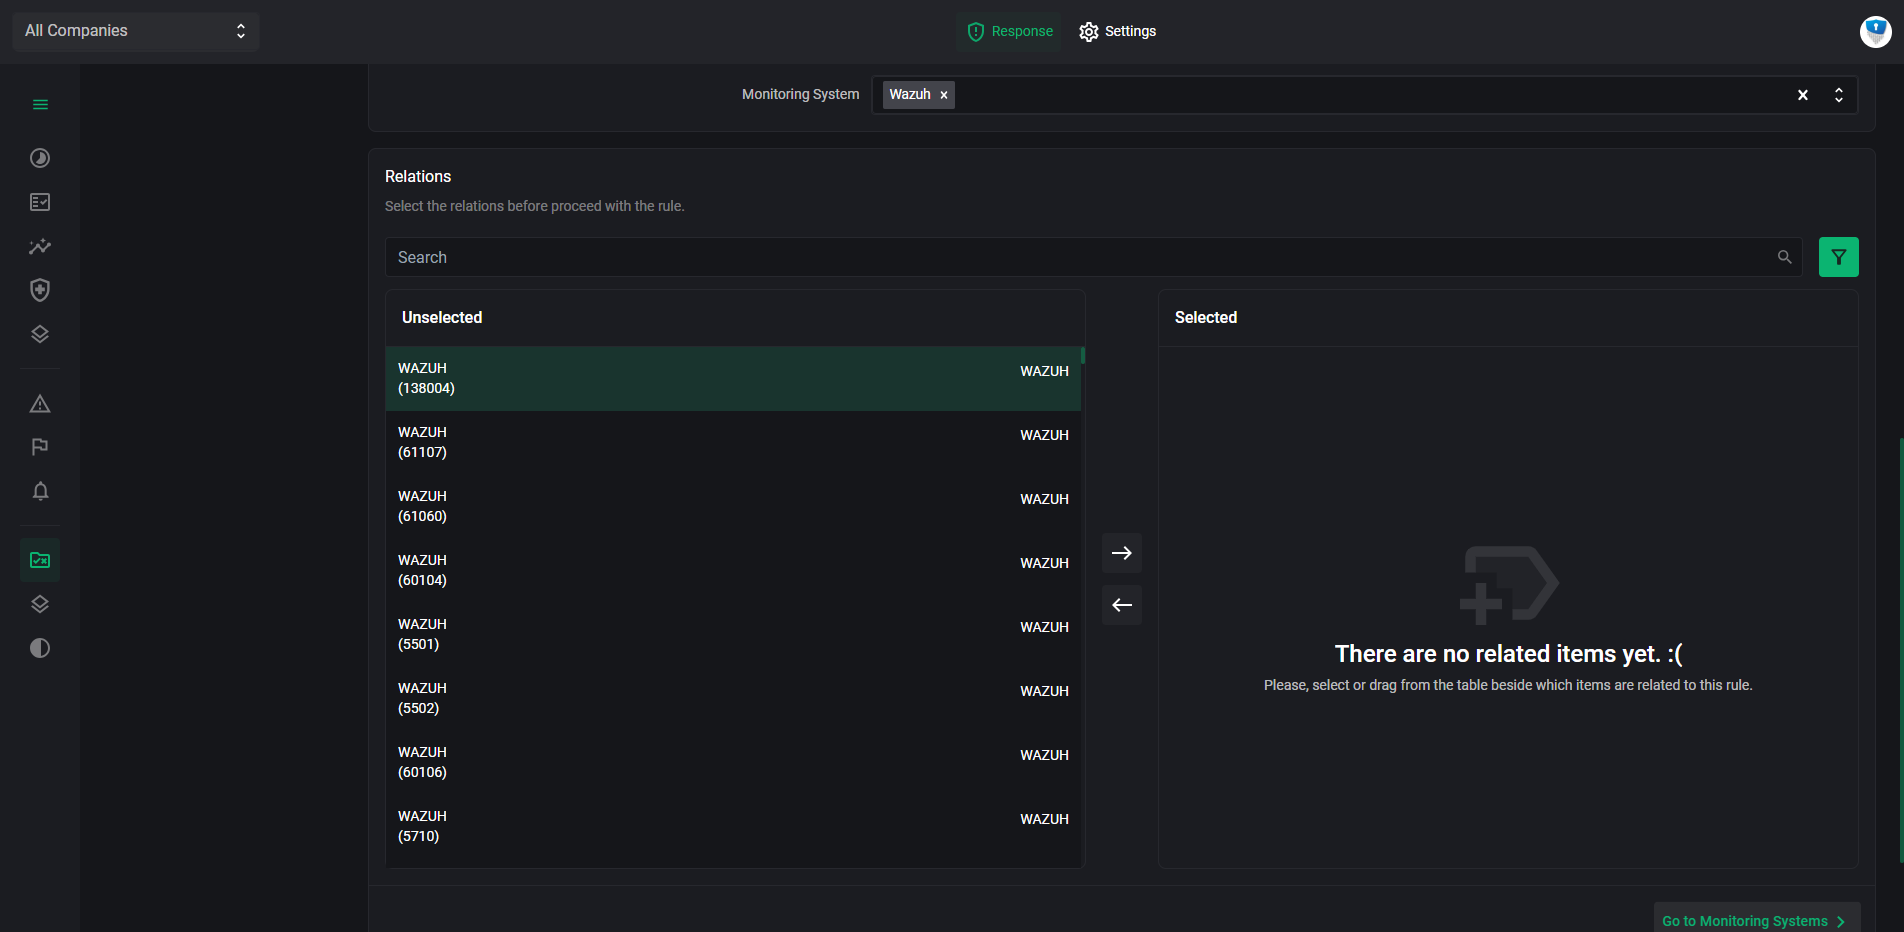 All Companies
Response
Settings
Monitoring System
Wazuh ×
Relations
Select the relations before proceed with the rule.
Search
Unselected
Selected
WAZUH
(138004)
WAZUH
WAZUH
(61107)
WAZUH
WAZUH
(61060)
WAZUH
WAZUH
(60104)
WAZUH
WAZUH
(5501)
WAZUH
WAZUH
(5502)
WAZUH
WAZUH
(60106)
WAZUH
WAZUH
(5710)
WAZUH
There are no related items yet. :(
Please, select or drag from the table beside which items are related to this rule.
Go to Monitoring Systems